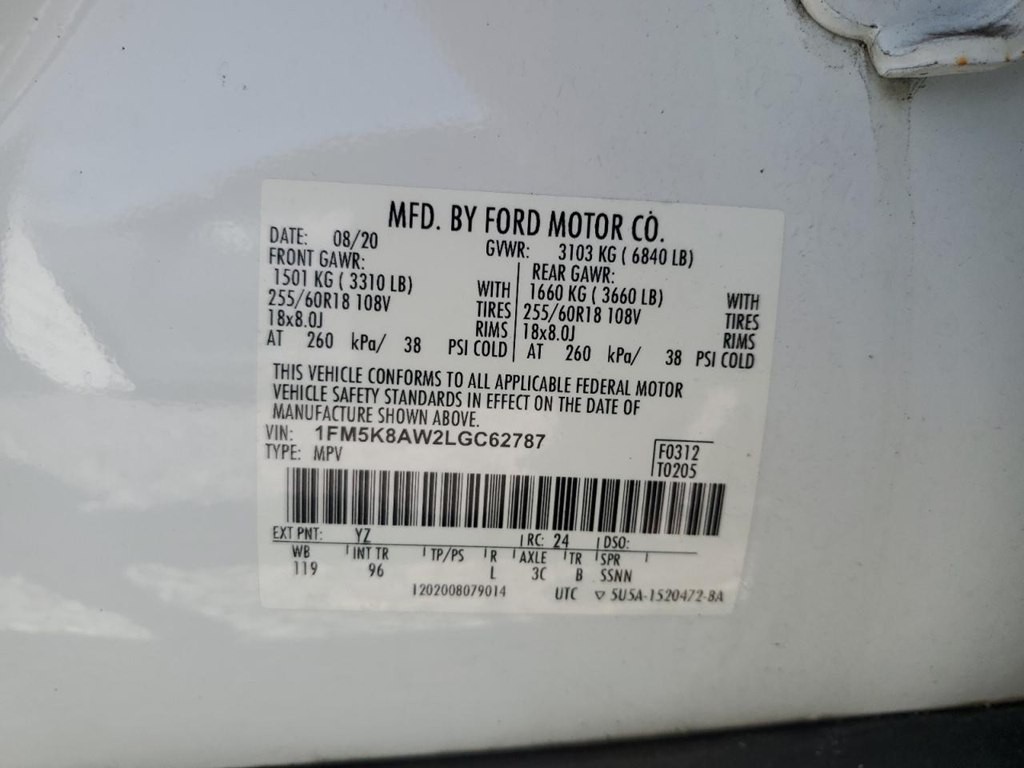 MFD. BY FORD MOTOR CO.
DATE: 08/20 GVWR: 3103 KG ( 6840 LB)
FRONT GAWR: REAR GAWR:
1501 KG ( 3310 LB) WITH 1660 KG ( 3660 LB) WITH
255/60R18 108V TIRES 255/60R18 108V TIRES
18x8.0J RIMS 18x8.0J RIMS
AT 260 kPa/ 38 PSI COLD AT 260 kPa/ 38 PSI COLD
THIS VEHICLE CONFORMS TO ALL APPLICABLE FEDERAL MOTOR
VEHICLE SAFETY STANDARDS IN EFFECT ON THE DATE OF
MANUFACTURE SHOWN ABOVE.
VIN: 1FM5K8AW2LGC62787
TYPE: MPV
F0312
T0205
EXT PNT: YZ RC: 24 DSO:
WB INT TR TP/PS R AXLE TR SPR
119 96 L 3C B SSNN
1202008079014 UTC ▽ 5U5A-1520472-BA